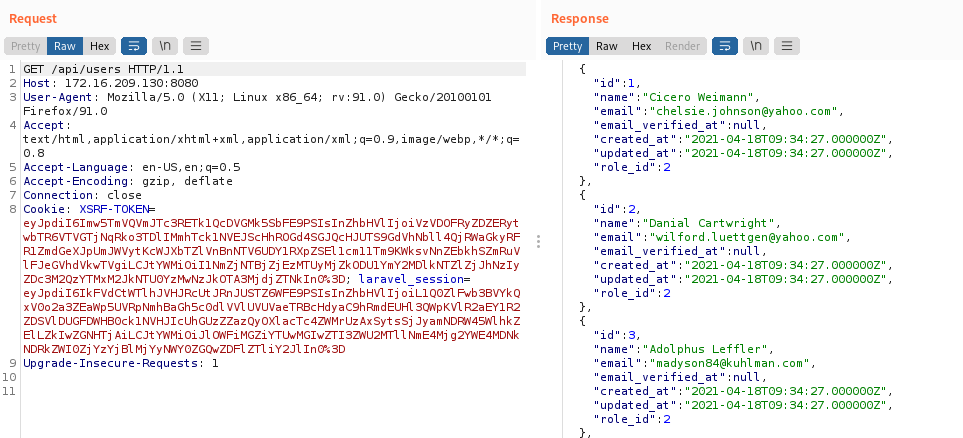 Request
Pretty Raw Hex \n
1 GET /api/users HTTP/1.1
2 Host: 172.16.209.130:8080
3 User-Agent: Mozilla/5.0 (X11; Linux x86_64; rv:91.0) Gecko/20100101
Firefox/91.0
4 Accept:
text/html,application/xhtml+xml,application/xml;q=0.9,image/webp,*/*;q=
0.8
5 Accept-Language: en-US,en;q=0.5
6 Accept-Encoding: gzip, deflate
7 Connection: close
8 Cookie: XSRF-TOKEN=
laravel_session=
9 Upgrade-Insecure-Requests: 1
10
11
Response
Pretty Raw Hex Render \n
{
"id":1,
"name":"Cicero Weimann",
"email":"chelsie.johnson@yahoo.com",
"email_verified_at":null,
"created_at":"2021-04-18T09:34:27.000000Z",
"updated_at":"2021-04-18T09:34:27.000000Z",
"role_id":2
},
{
"id":2,
"name":"Danial Cartwright",
"email":"wilford.luettgen@yahoo.com",
"email_verified_at":null,
"created_at":"2021-04-18T09:34:27.000000Z",
"updated_at":"2021-04-18T09:34:27.000000Z",
"role_id":2
},
{
"id":3,
"name":"Adolphus Leffler",
"email":"madyson84@kuhlman.com",
"email_verified_at":null,
"created_at":"2021-04-18T09:34:27.000000Z",
"updated_at":"2021-04-18T09:34:27.000000Z",
"role_id":2
},